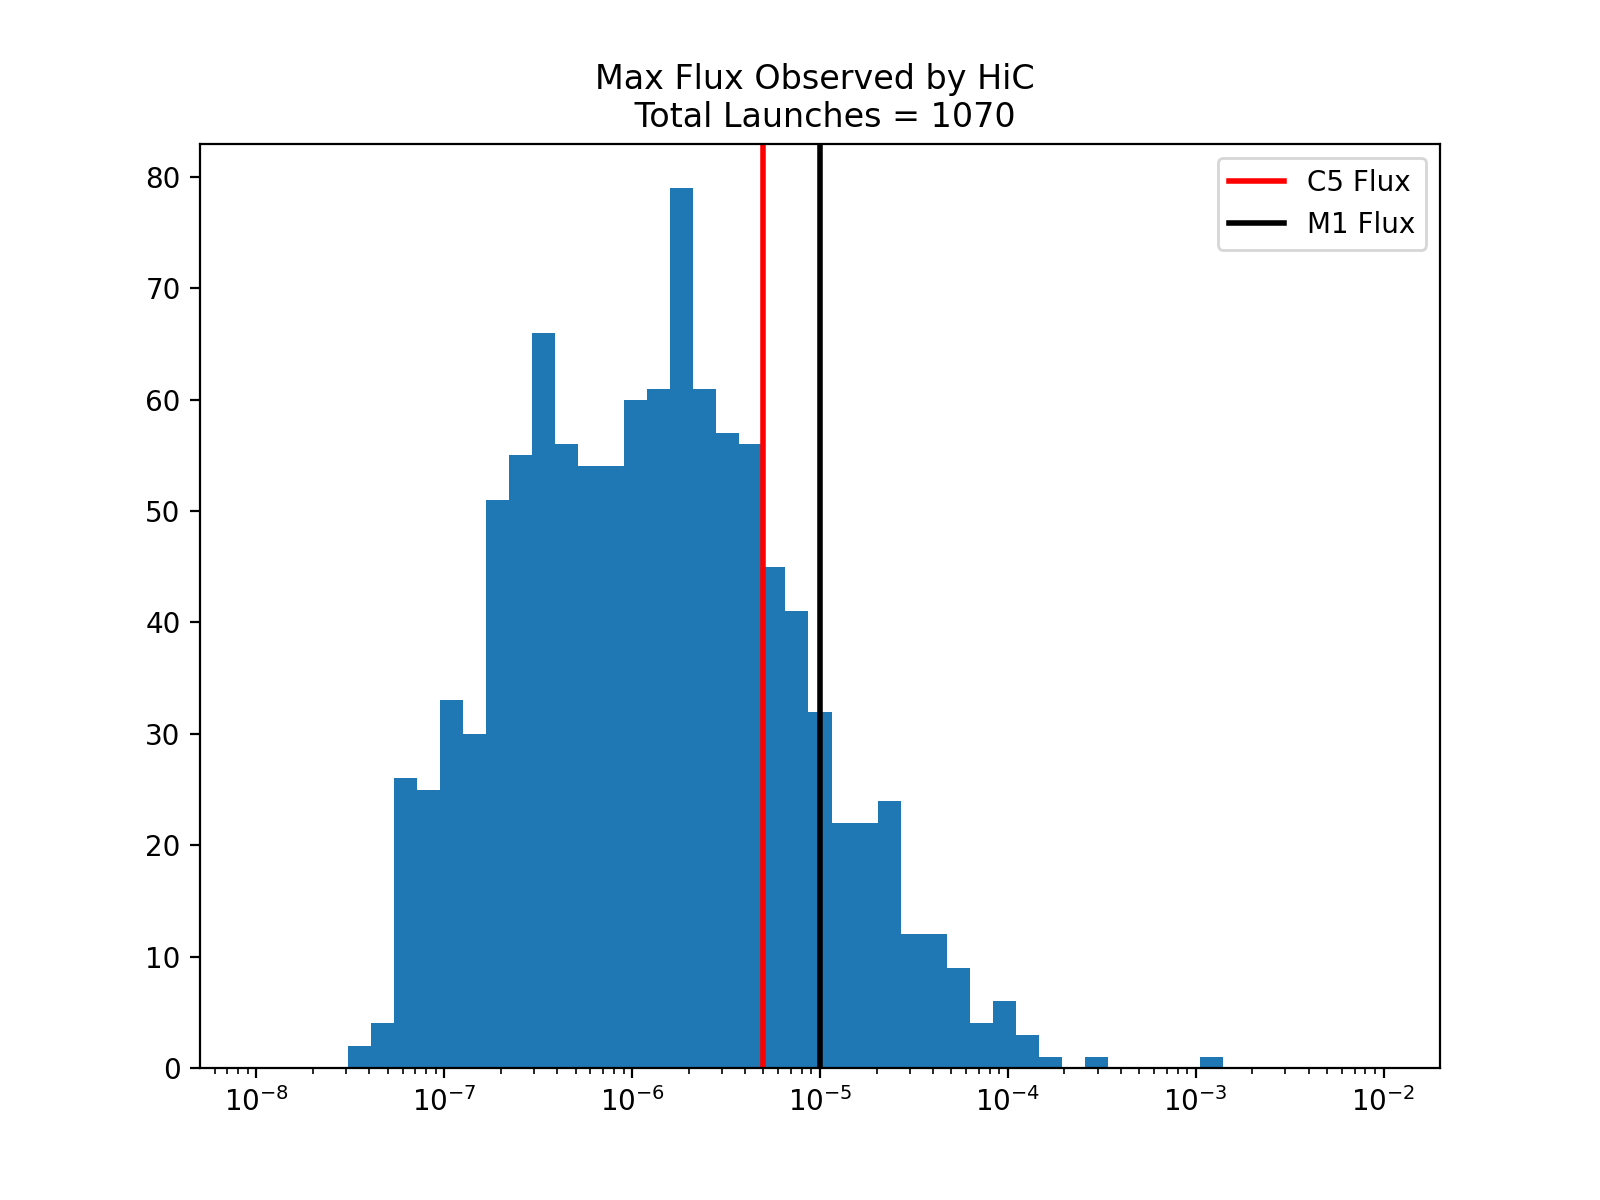 Max Flux Observed by HiC
Total Launches = 1070
C5 Flux
M1 Flux
80
70
60
50
40
30
20
10
0
10⁻⁸ 10⁻⁷ 10⁻⁶ 10⁻⁵ 10⁻⁴ 10⁻³ 10⁻²